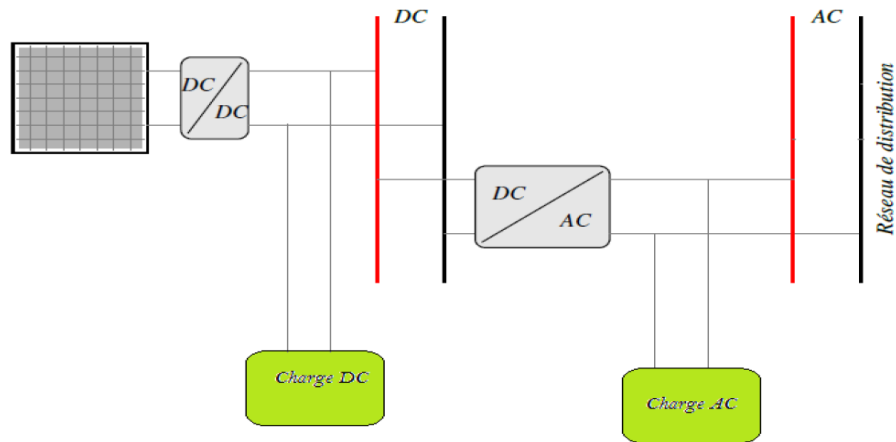 DC
AC
DC
DC
Réseau de distribution
DC
AC
Charge DC
Charge AC